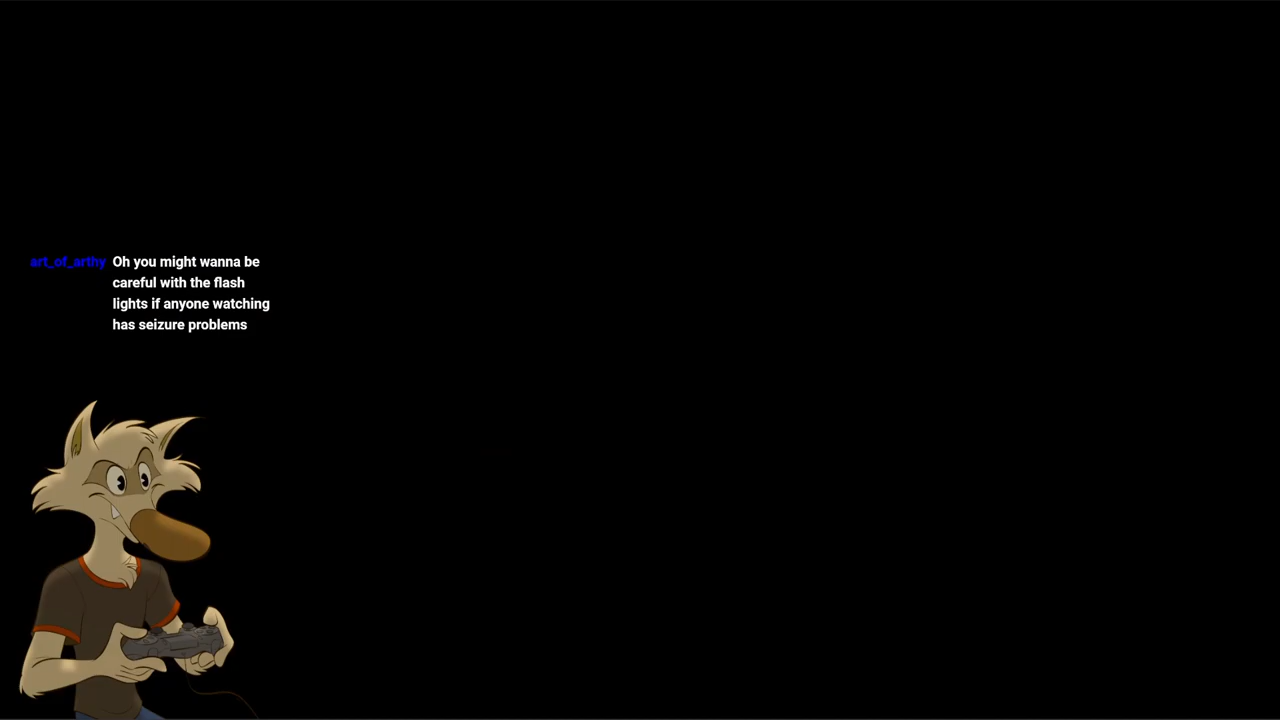 art_of_arthy Oh you might wanna be
careful with the flash
lights if anyone watching
has seizure problems